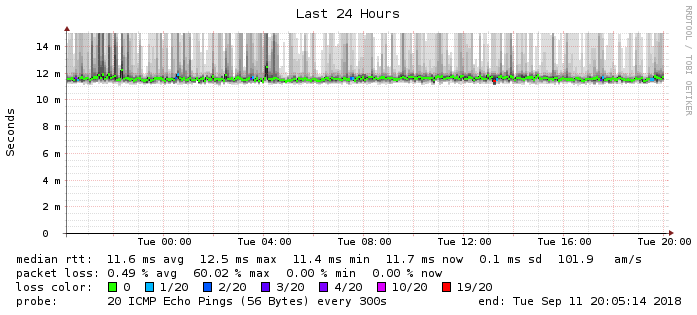 Last 24 Hours
RRDTOOL / TOBI OETIKER
Seconds
14 m
12 m
10 m
8 m
6 m
4 m
2 m
0
Tue 00:00 Tue 04:00 Tue 08:00 Tue 12:00 Tue 16:00 Tue 20:00
median rtt: 11.6 ms avg 12.5 ms max 11.4 ms min 11.7 ms now 0.1 ms sd 101.9 am/s
packet loss: 0.49 % avg 60.02 % max 0.00 % min 0.00 % now
loss color: 0 1/20 2/20 3/20 4/20 10/20 19/20
probe: 20 ICMP Echo Pings (56 Bytes) every 300s end: Tue Sep 11 20:05:14 2018